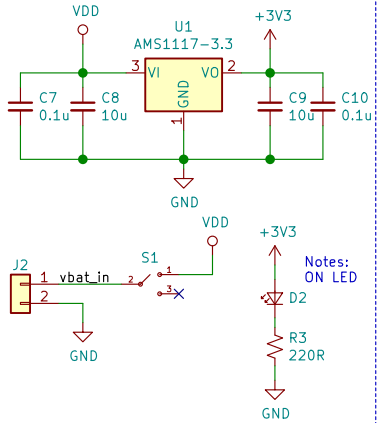 VDD
U1
+3V3
AMS1117-3.3
3
VI
VO
2
GND
1
C7
0.1u
C8
10u
C9
10u
C10
0.1u
GND
VDD
+3V3
S1
J2
1
vbat_in
2
1
3
2
Notes:
ON LED
D2
R3
220R
GND
GND